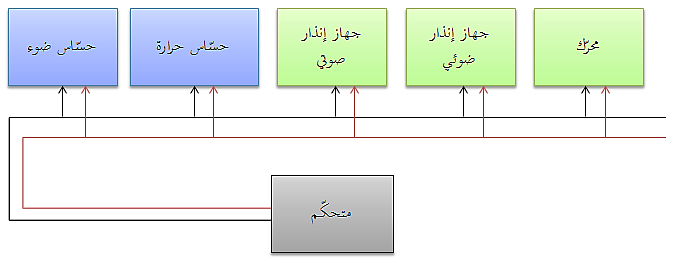 محرّك
جهاز إنذار
ضوئي
جهاز إنذار
صوتي
حسّاس حرارة
حسّاس ضوء
متحكّم